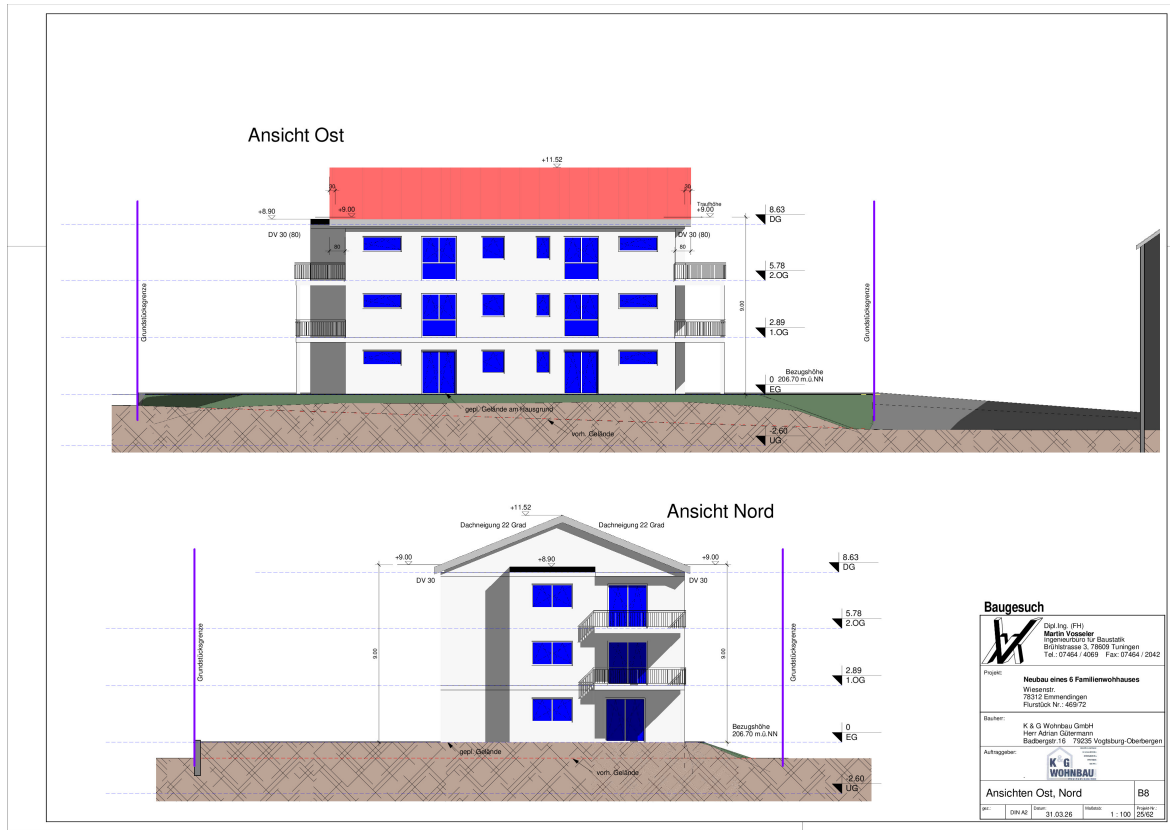 Ansicht Ost
+11.52
30
30
+8.90
+9.00
Traufhöhe
+9.00
8.63
DG
DV 30 (80)
DV 30 (80)
80
80
5.78
2.OG
Grundstücksgrenze
Grundstücksgrenze
9.00
2.89
1.OG
Bezugshöhe
206.70 m.ü.NN
0
EG
gepl. Gelände am Hausgrund
vorh. Gelände
-2.60
UG
Ansicht Nord
+11.52
Dachneigung 22 Grad
Dachneigung 22 Grad
+9.00
+8.90
+9.00
8.63
DG
DV 30
DV 30
5.78
2.OG
Grundstücksgrenze
9.00
9.00
Grundstücksgrenze
2.89
1.OG
Bezugshöhe
206.70 m.ü.NN
0
EG
gepl. Gelände
vorh. Gelände
-2.60
UG
Baugesuch
Dipl.Ing. (FH)
Martin Vosseler
Ingenieurbüro für Baustatik
Brühlstrasse 3, 78609 Tuningen
Tel.: 07464 / 4069 Fax: 07464 / 2042
Projekt:
Neubau eines 6 Familienwohhauses
Wiesenstr.
78312 Emmendingen
Flurstück Nr.: 469/72
Bauherr:
K & G Wohnbau GmbH
Herr Adrian Gütermann
Badbergstr.16 79235 Vogtsburg-Oberbergen
Auftraggeber:
K G
WOHNBAU
Ansichten Ost, Nord
B8
gez.:
DIN A2
Datum:
31.03.26
Maßstab:
1 : 100
Projekt-Nr.:
25/62